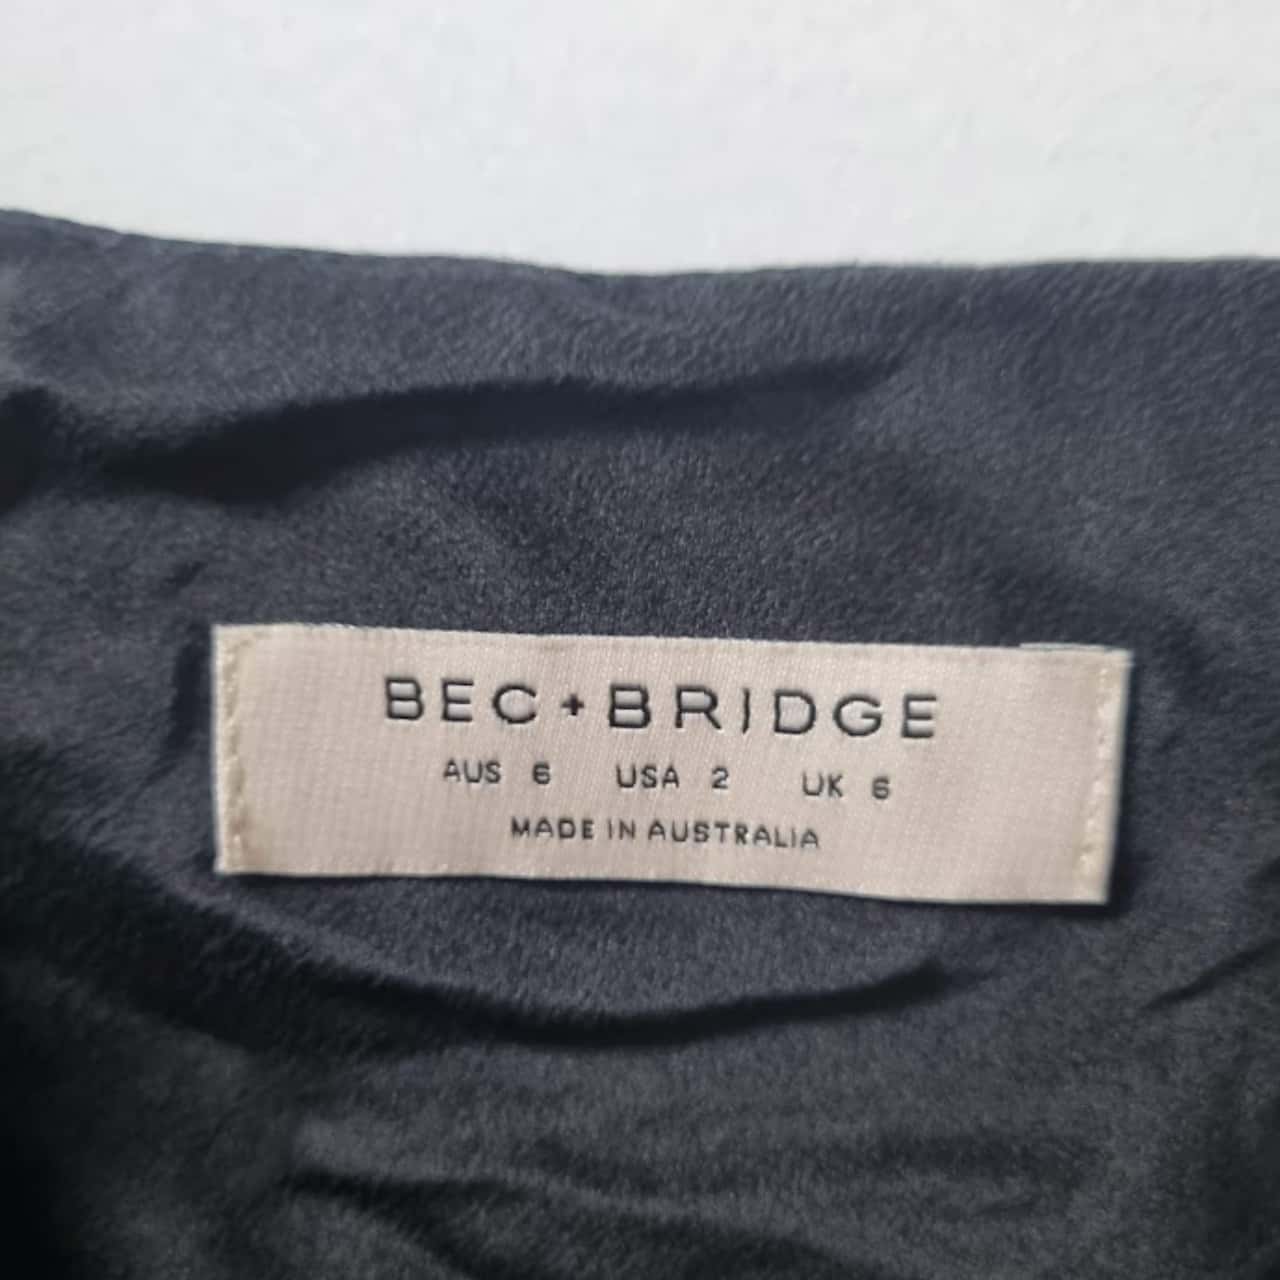 BEC+BRIDGE
AUS 6 USA 2 UK 6
MADE IN AUSTRALIA